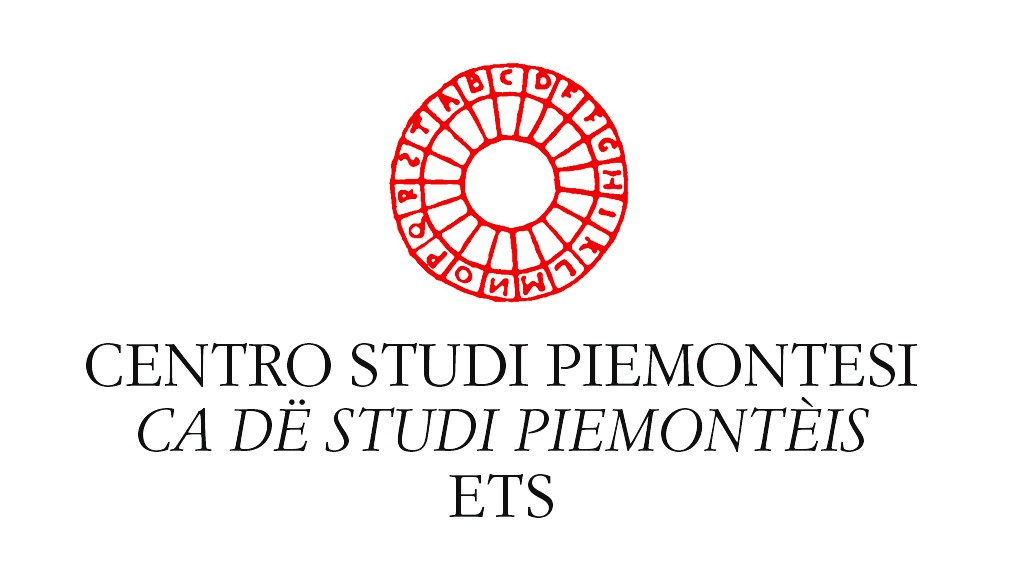 A B C D E F G H I K L M N O P Q R S T
CENTRO STUDI PIEMONTESI
CA DË STUDI PIEMONTÈIS
ETS